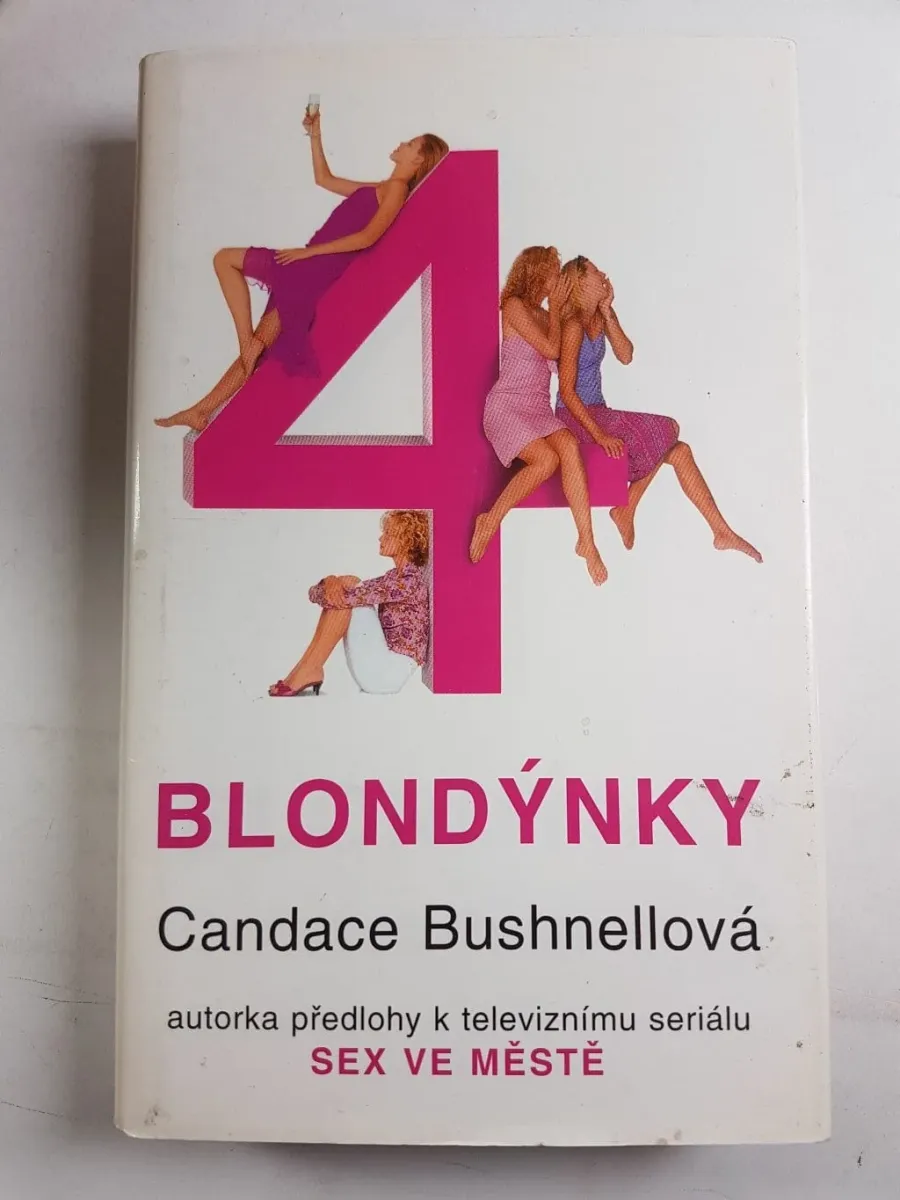 4
BLONDÝNKY
Candace Bushnellová
autorka předlohy k televiznímu seriálu
SEX VE MĚSTĚ